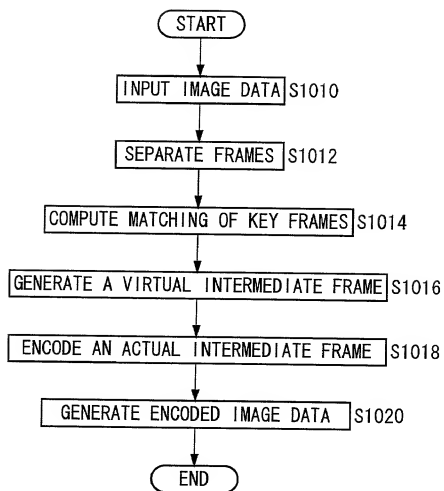 START
INPUT IMAGE DATA S1010
SEPARATE FRAMES S1012
COMPUTE MATCHING OF KEY FRAMES S1014
GENERATE A VIRTUAL INTERMEDIATE FRAME S1016
ENCODE AN ACTUAL INTERMEDIATE FRAME S1018
GENERATE ENCODED IMAGE DATA S1020
END